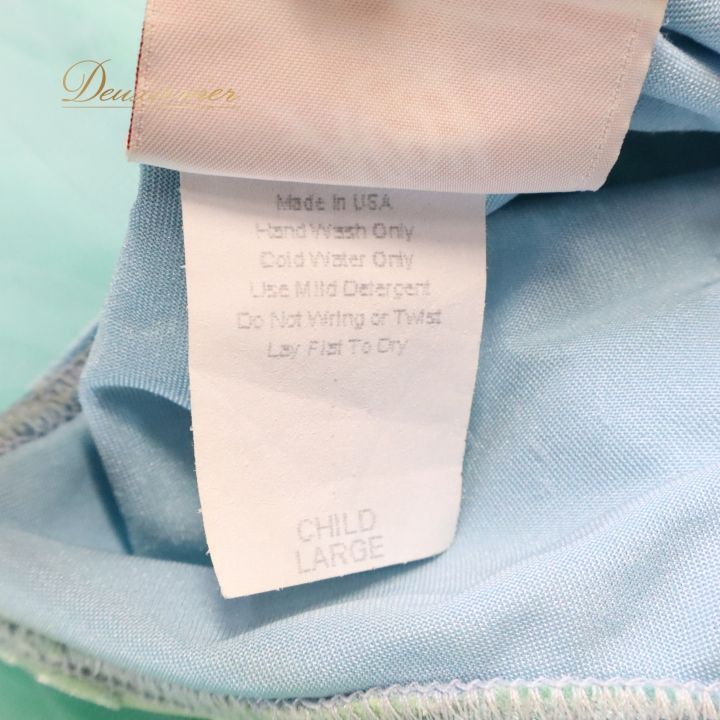 Made in USA
Hand Wash Only
Cold Water Only
Use Mild Detergent
Do Not Wring or Twist
Lay Flat To Dry
CHILD
LARGE